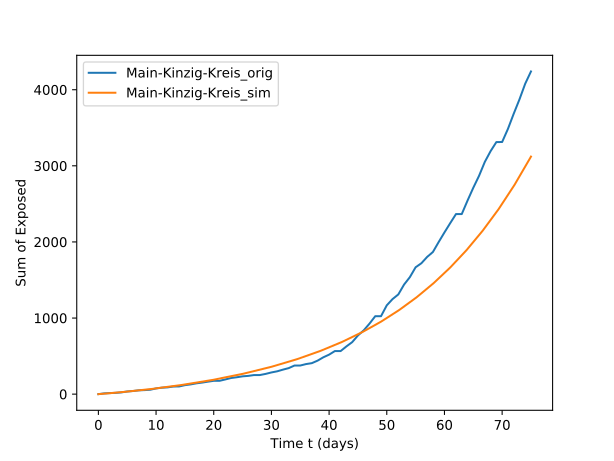 Main-Kinzig-Kreis_orig
Main-Kinzig-Kreis_sim
4000
3000
2000
1000
0
Sum of Exposed
0 10 20 30 40 50 60 70
Time t (days)